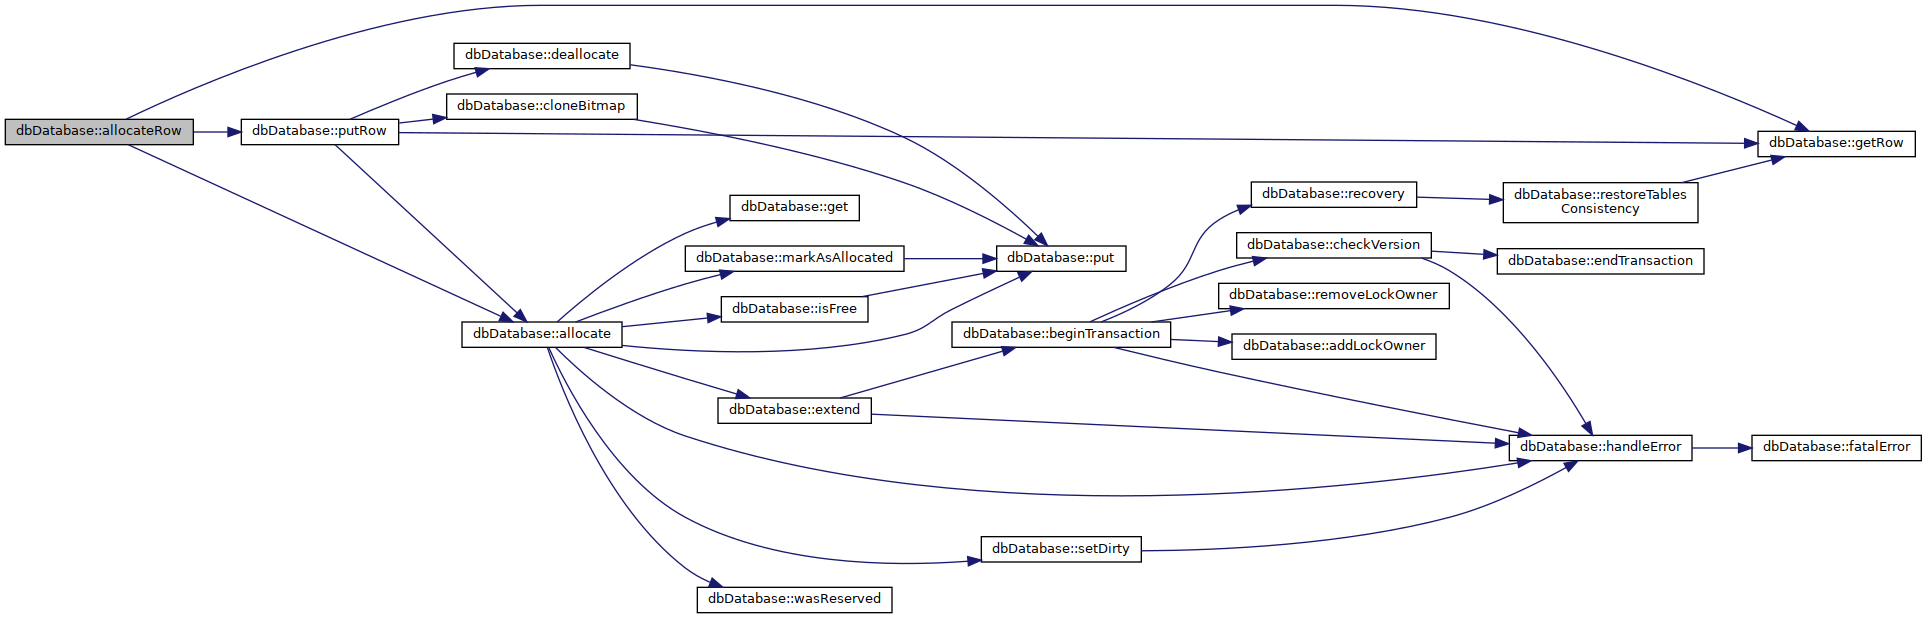 dbDatabase::allocateRow
dbDatabase::putRow
dbDatabase::deallocate
dbDatabase::cloneBitmap
dbDatabase::getRow
dbDatabase::get
dbDatabase::markAsAllocated
dbDatabase::isFree
dbDatabase::allocate
dbDatabase::put
dbDatabase::extend
dbDatabase::beginTransaction
dbDatabase::recovery
dbDatabase::restoreTables
Consistency
dbDatabase::checkVersion
dbDatabase::endTransaction
dbDatabase::removeLockOwner
dbDatabase::addLockOwner
dbDatabase::handleError
dbDatabase::fatalError
dbDatabase::setDirty
dbDatabase::wasReserved